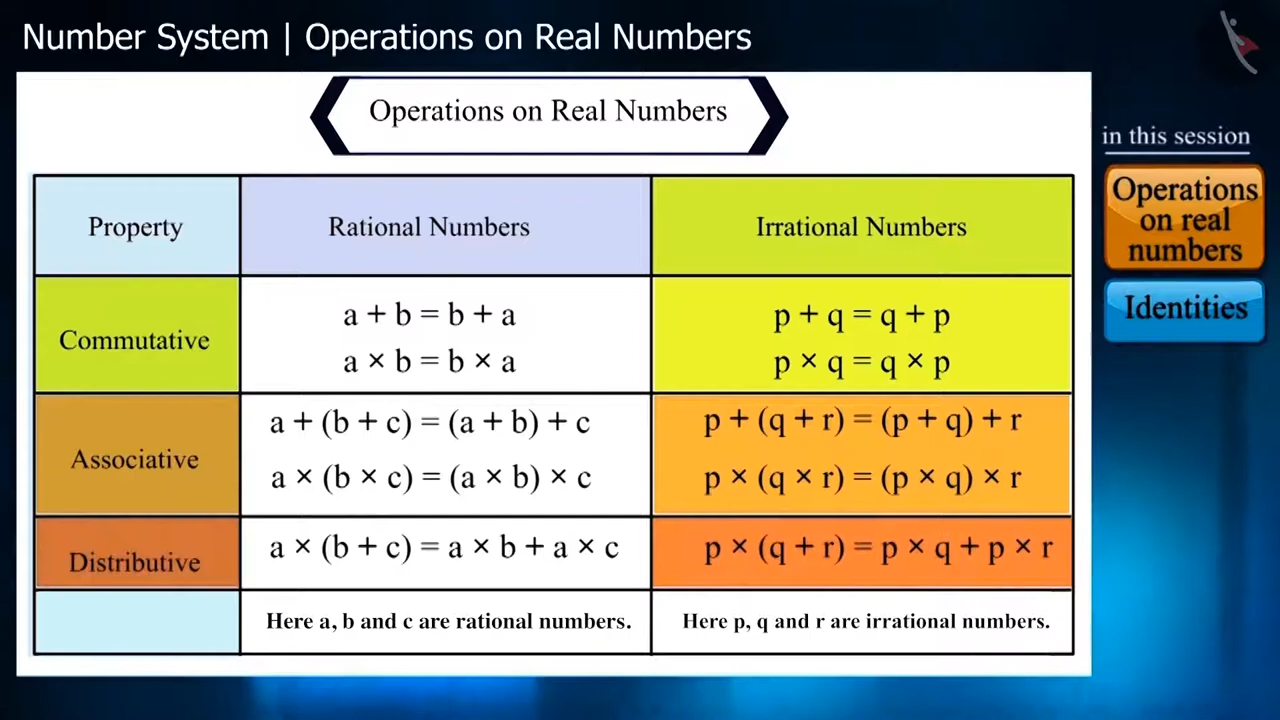 Number System | Operations on Real Numbers
Operations on Real Numbers
in this session
Operations
on real
numbers
Identities
Property
Rational Numbers
Irrational Numbers
Commutative
a + b = b + a
a × b = b × a
p + q = q + p
p × q = q × p
Associative
a + (b + c) = (a + b) + c
a × (b × c) = (a × b) × c
p + (q + r) = (p + q) + r
p × (q × r) = (p × q) × r
Distributive
a × (b + c) = a × b + a × c
p × (q + r) = p × q + p × r
Here a, b and c are rational numbers.
Here p, q and r are irrational numbers.